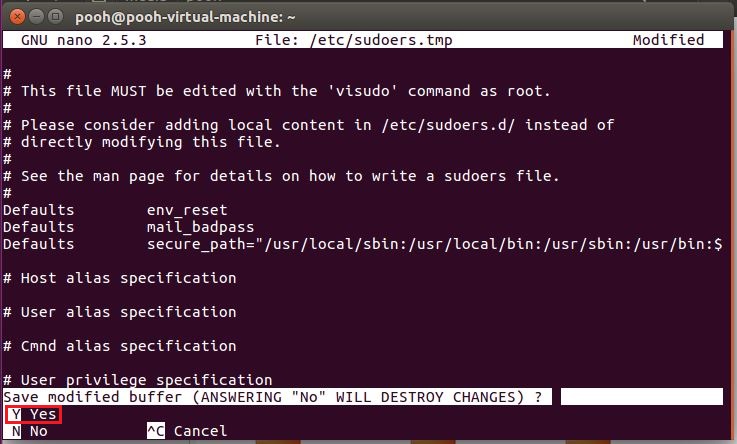 pooh@pooh-virtual-machine: ~
GNU nano 2.5.3 File: /etc/sudoers.tmp Modified
#
# This file MUST be edited with the 'visudo' command as root.
#
# Please consider adding local content in /etc/sudoers.d/ instead of
# directly modifying this file.
#
# See the man page for details on how to write a sudoers file.
#
Defaults env_reset
Defaults mail_badpass
Defaults secure_path="/usr/local/sbin:/usr/local/bin:/usr/sbin:/usr/bin:$
# Host alias specification
# User alias specification
# Cmnd alias specification
# User privilege specification
Save modified buffer (ANSWERING "No" WILL DESTROY CHANGES) ?
Y Yes
N No ^C Cancel